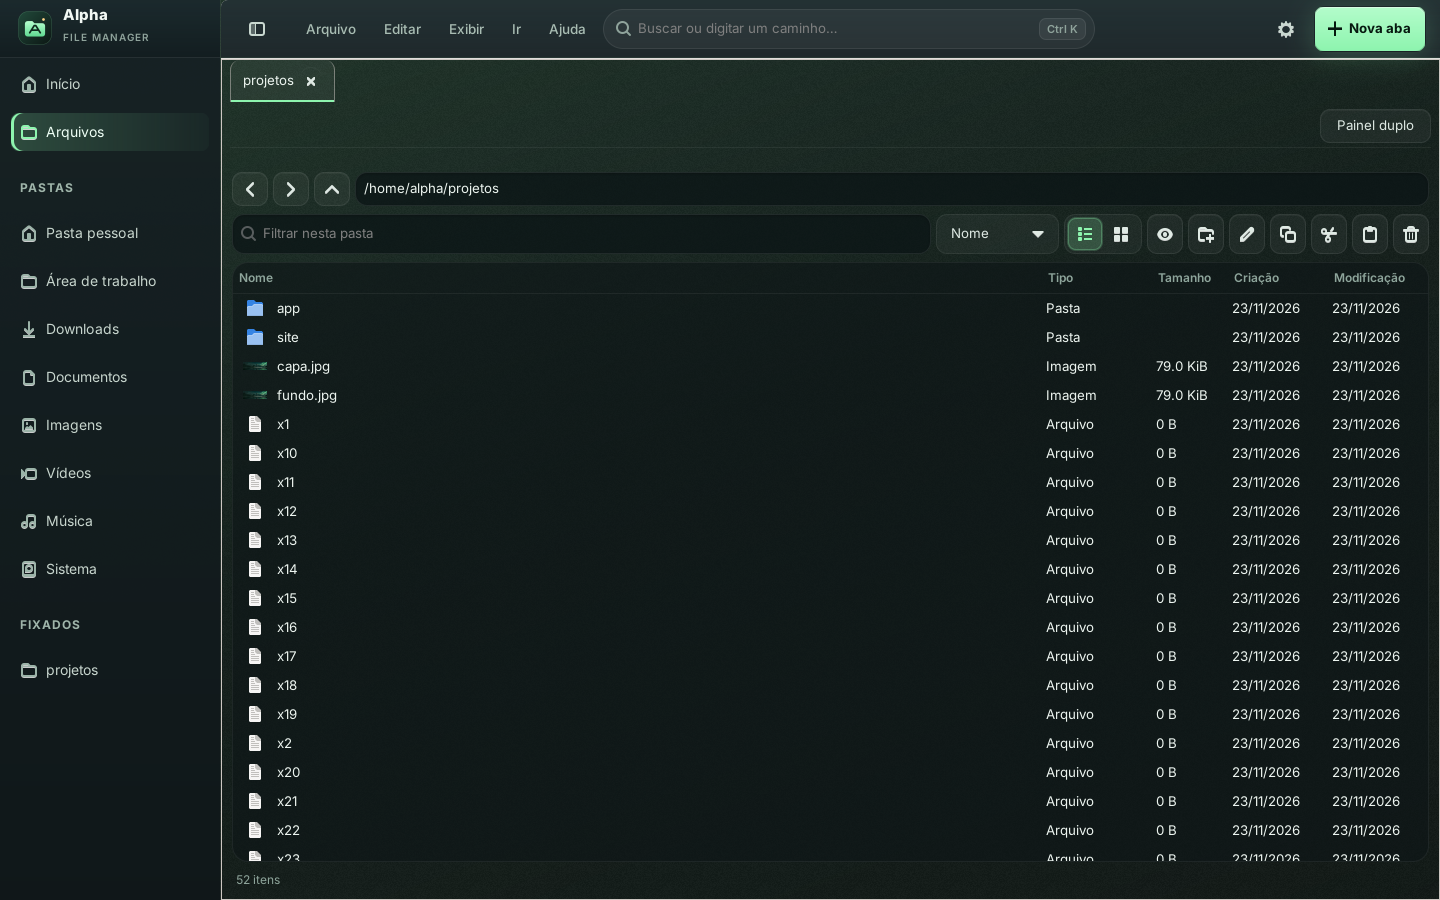 Alpha
FILE MANAGER
Arquivo Editar Exibir Ir Ajuda Buscar ou digitar um caminho... Ctrl K Nova aba
Início
Arquivos
PASTAS
Pasta pessoal
Área de trabalho
Downloads
Documentos
Imagens
Vídeos
Música
Sistema
FIXADOS
projetos
projetos
Painel duplo
/home/alpha/projetos
Filtrar nesta pasta Nome
Nome Tipo Tamanho Criação Modificação
app Pasta 23/11/2026 23/11/2026
site Pasta 23/11/2026 23/11/2026
capa.jpg Imagem 79.0 KiB 23/11/2026 23/11/2026
fundo.jpg Imagem 79.0 KiB 23/11/2026 23/11/2026
x1 Arquivo 0 B 23/11/2026 23/11/2026
x10 Arquivo 0 B 23/11/2026 23/11/2026
x11 Arquivo 0 B 23/11/2026 23/11/2026
x12 Arquivo 0 B 23/11/2026 23/11/2026
x13 Arquivo 0 B 23/11/2026 23/11/2026
x14 Arquivo 0 B 23/11/2026 23/11/2026
x15 Arquivo 0 B 23/11/2026 23/11/2026
x16 Arquivo 0 B 23/11/2026 23/11/2026
x17 Arquivo 0 B 23/11/2026 23/11/2026
x18 Arquivo 0 B 23/11/2026 23/11/2026
x19 Arquivo 0 B 23/11/2026 23/11/2026
x2 Arquivo 0 B 23/11/2026 23/11/2026
x20 Arquivo 0 B 23/11/2026 23/11/2026
x21 Arquivo 0 B 23/11/2026 23/11/2026
x22 Arquivo 0 B 23/11/2026 23/11/2026
x23 Arquivo 0 B 23/11/2026 23/11/2026
52 itens